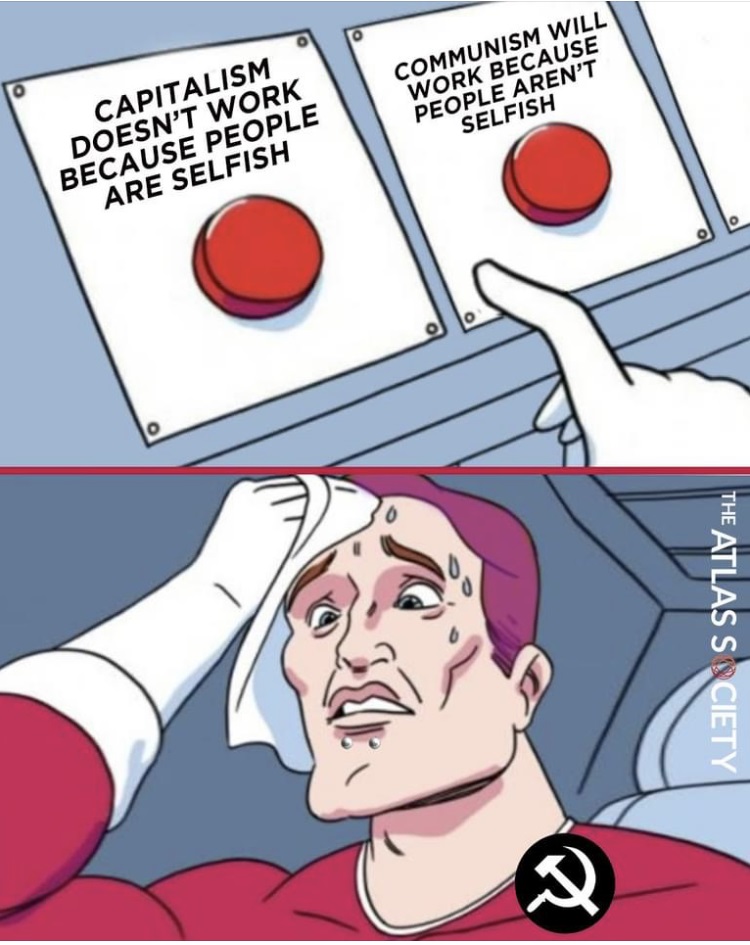 CAPITALISM
DOESN'T WORK
BECAUSE PEOPLE
ARE SELFISH
COMMUNISM WILL
WORK BECAUSE
PEOPLE AREN'T
SELFISH
THE ATLAS SOCIETY